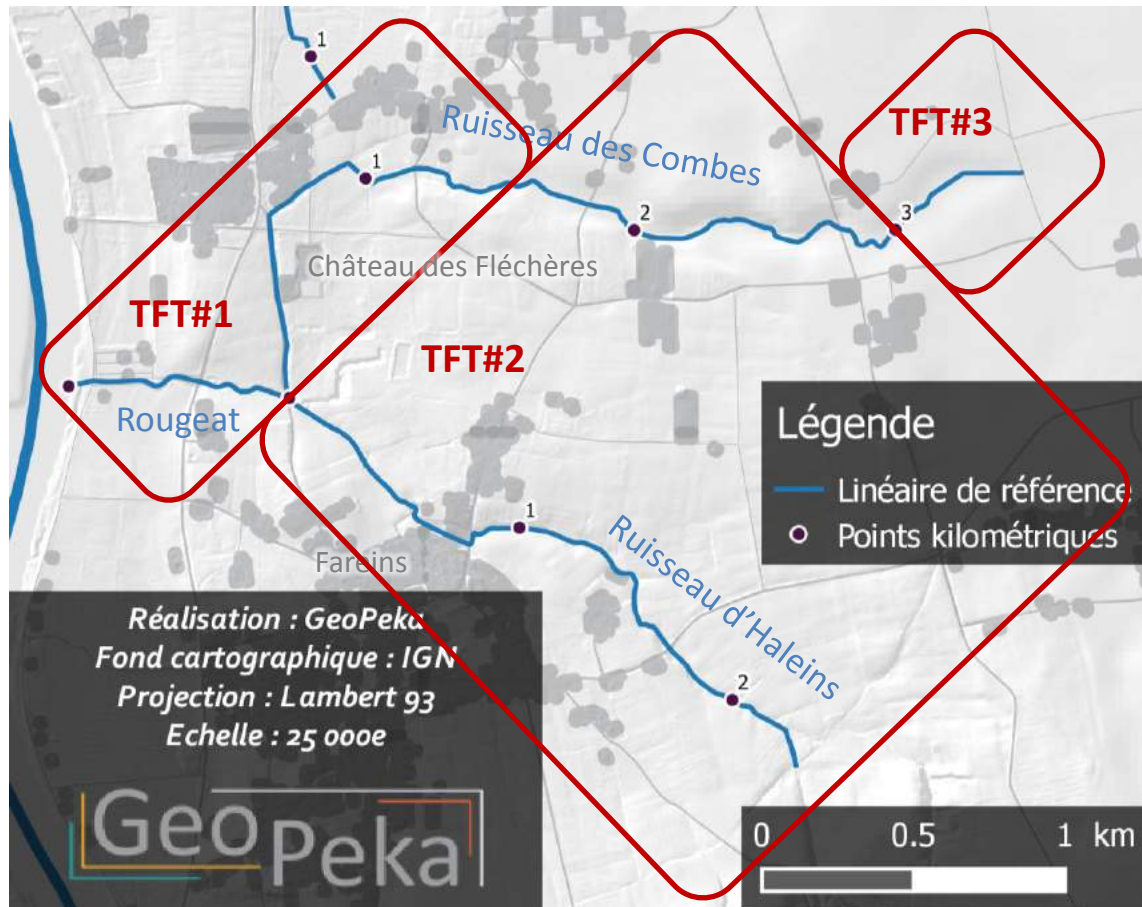 1
Ruisseau des Combes
TFT#3
1
2
3
Château des Fléchères
TFT#1
TFT#2
Rougeat
Légende
Linéaire de référence
Points kilométriques
1
Ruisseau d'Haleins
Fareins
2
Réalisation : GeoPeka
Fond cartographique : IGN
Projection : Lambert 93
Echelle : 25 000e
GeoPeka
0 0.5 1 km